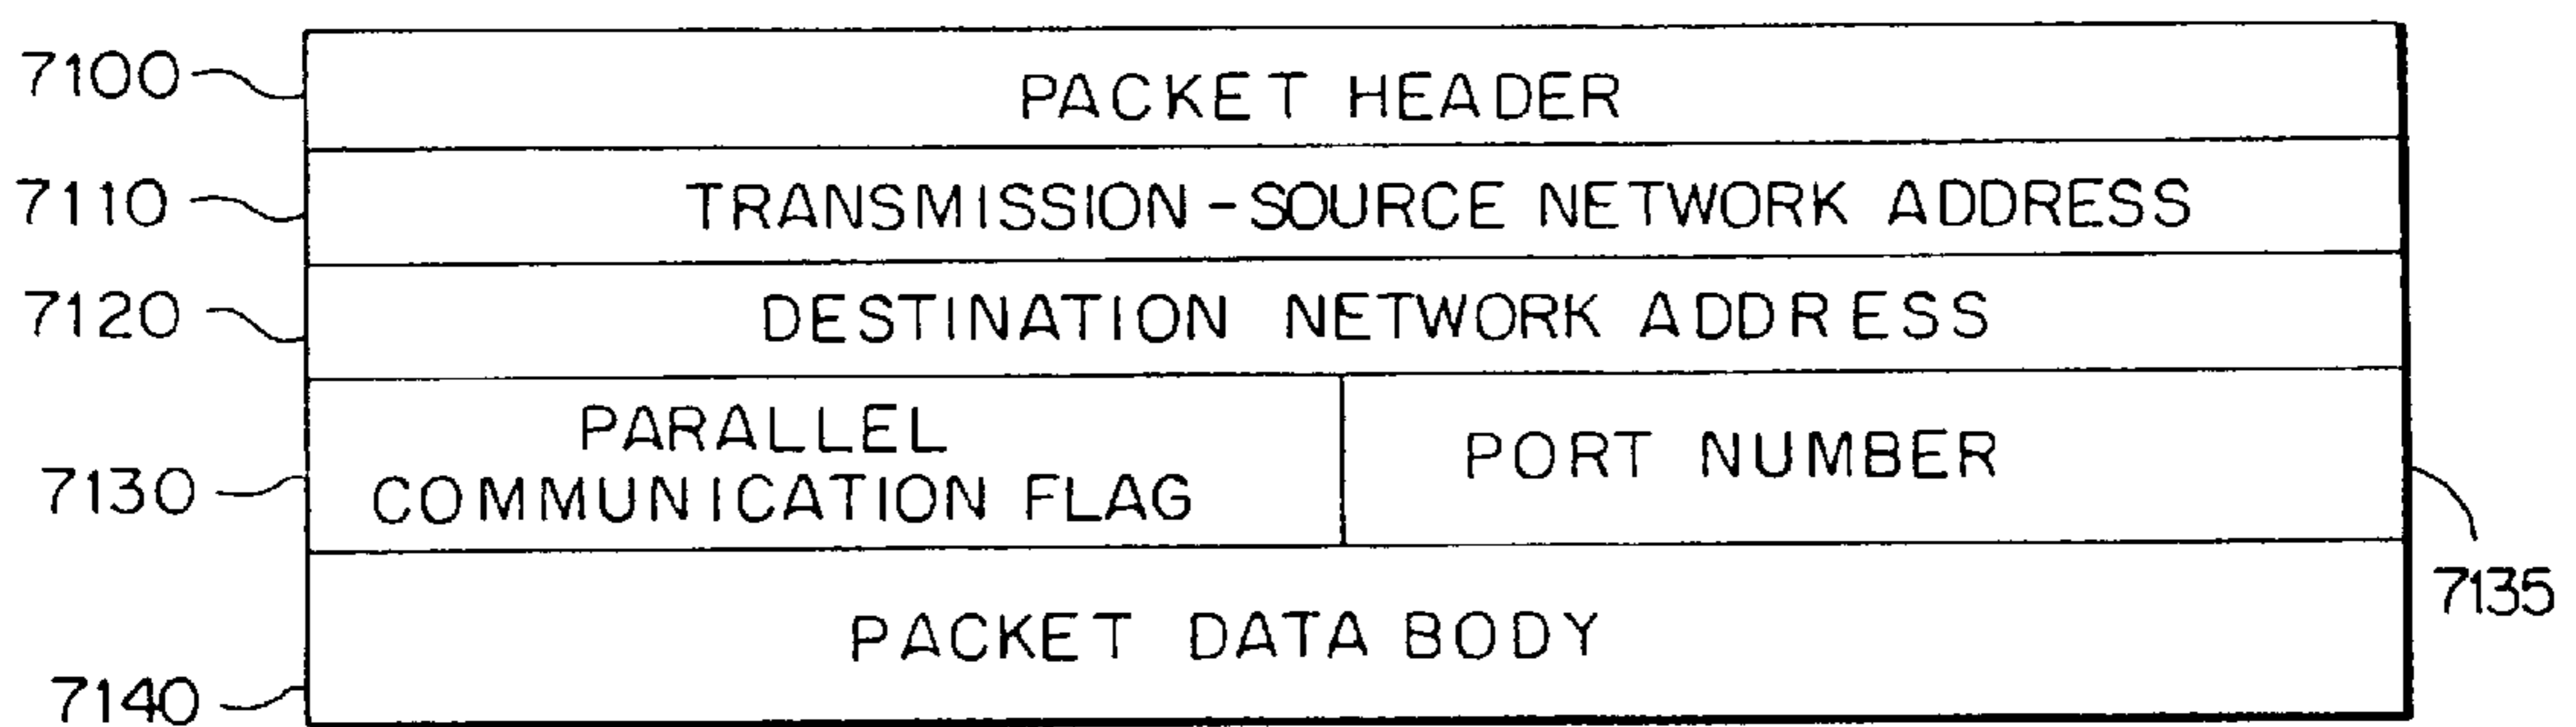 7100
PACKET HEADER
7110
TRANSMISSION-SOURCE NETWORK ADDRESS
7120
DESTINATION NETWORK ADDRESS
7130
PARALLEL
COMMUNICATION FLAG
PORT NUMBER
7135
7140
PACKET DATA BODY